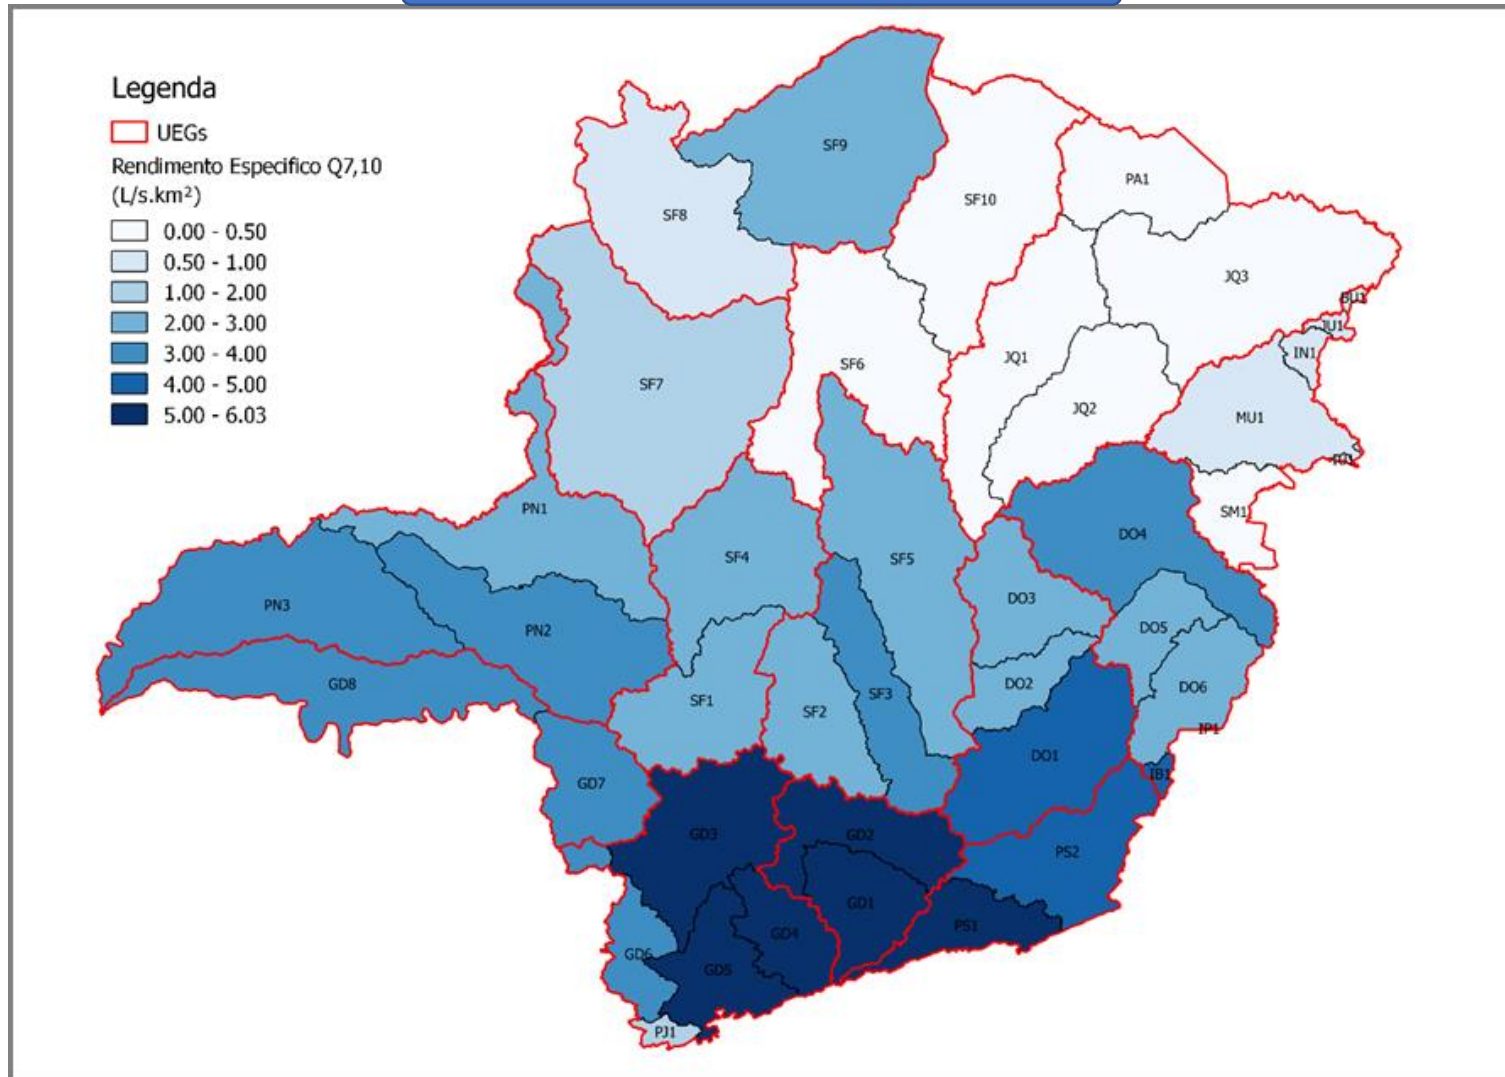 Legenda
UEGs
Rendimento Especifico Q7,10
(L/s.km²)
0.00 - 0.50
0.50 - 1.00
1.00 - 2.00
2.00 - 3.00
3.00 - 4.00
4.00 - 5.00
5.00 - 6.03
SF9
PA1
SF10
SF8
JQ3
BU1
JU1
IN1
JQ1
SF6
SF7
JQ2
MU1
PN1
SM1
DO4
SF4
SF5
DO3
PN3
DO5
PN2
GD8
DO2
DO6
SF1
SF3
SF2
IP1
DO1
IB1
GD7
GD3
GD2
PS2
GD1
PS1
GD4
GD6
GD5
PJ1